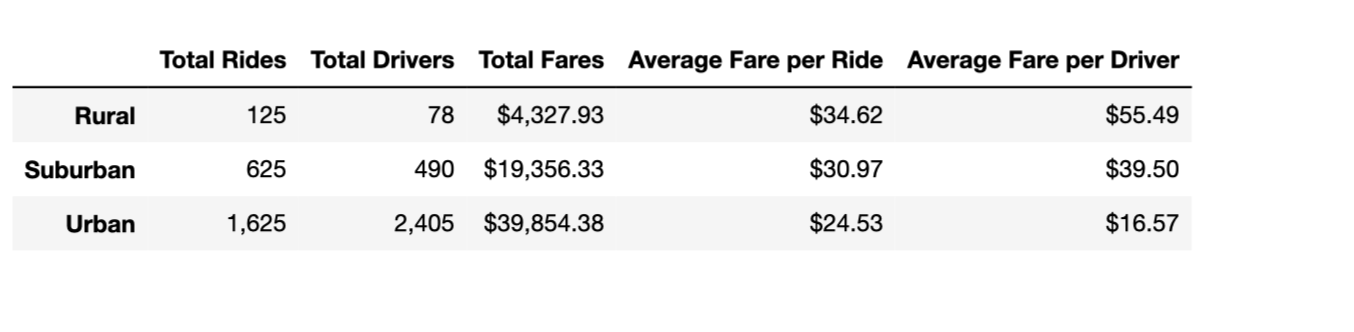 Total Rides Total Drivers Total Fares Average Fare per Ride Average Fare per Driver
Rural 125 78 $4,327.93 $34.62 $55.49
Suburban 625 490 $19,356.33 $30.97 $39.50
Urban 1,625 2,405 $39,854.38 $24.53 $16.57